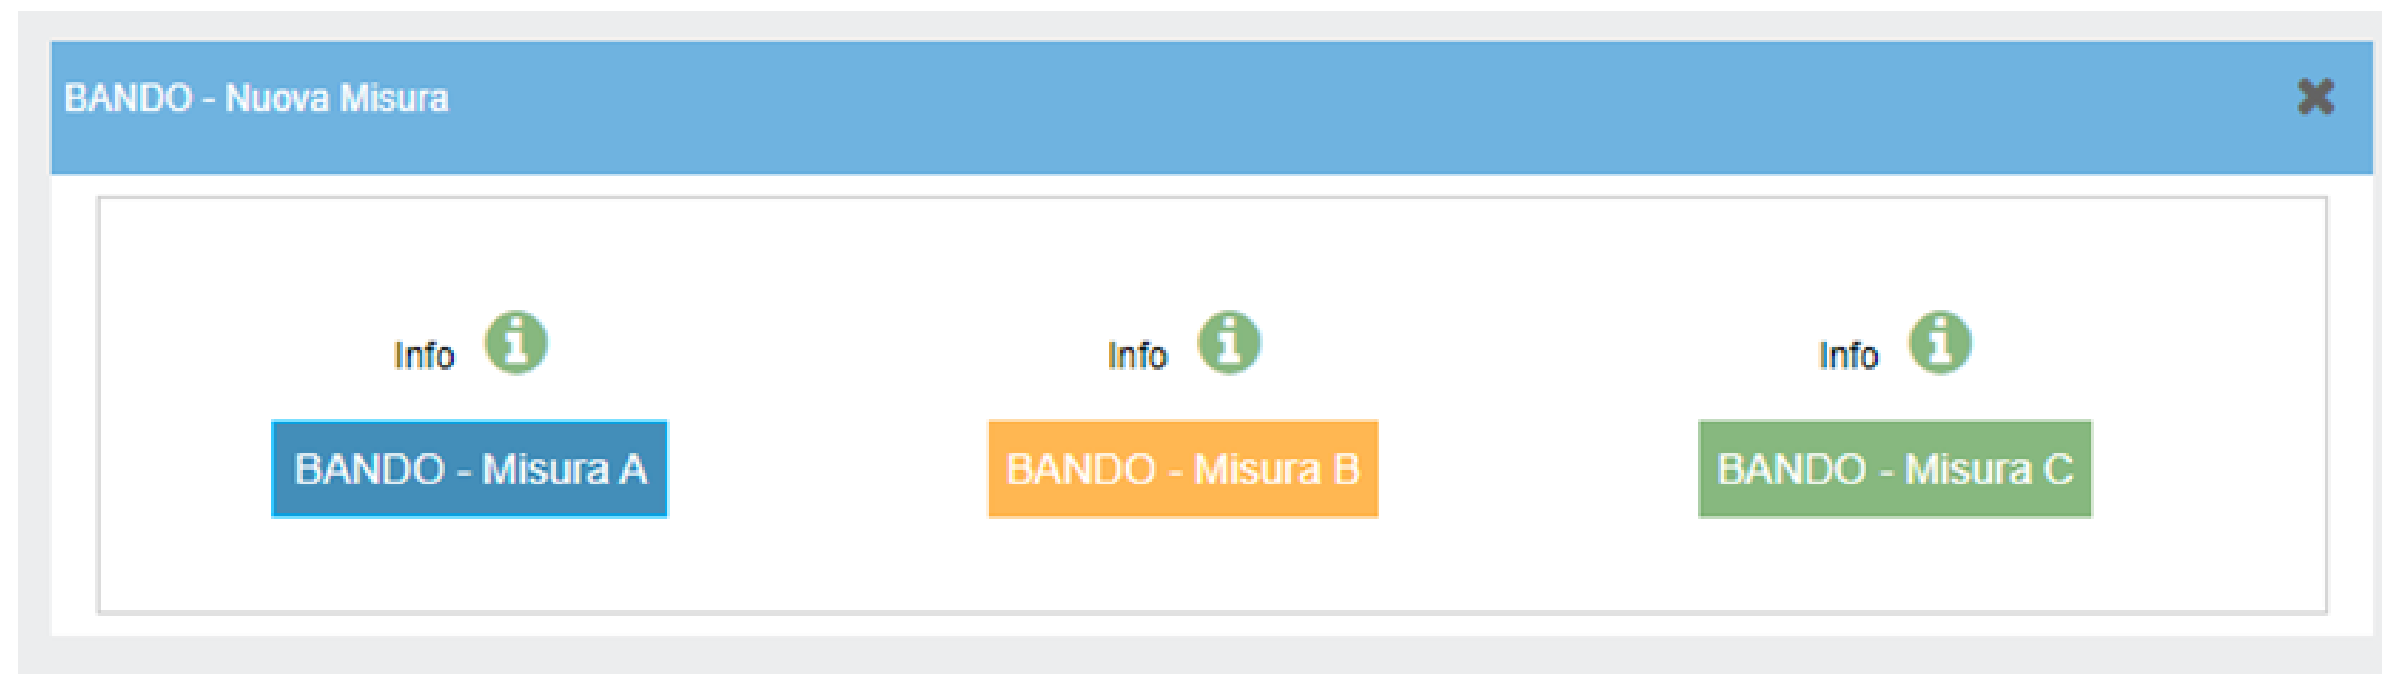 BANDO - Nuova Misura
Info
Info
Info
BANDO - Misura A
BANDO - Misura B
BANDO - Misura C